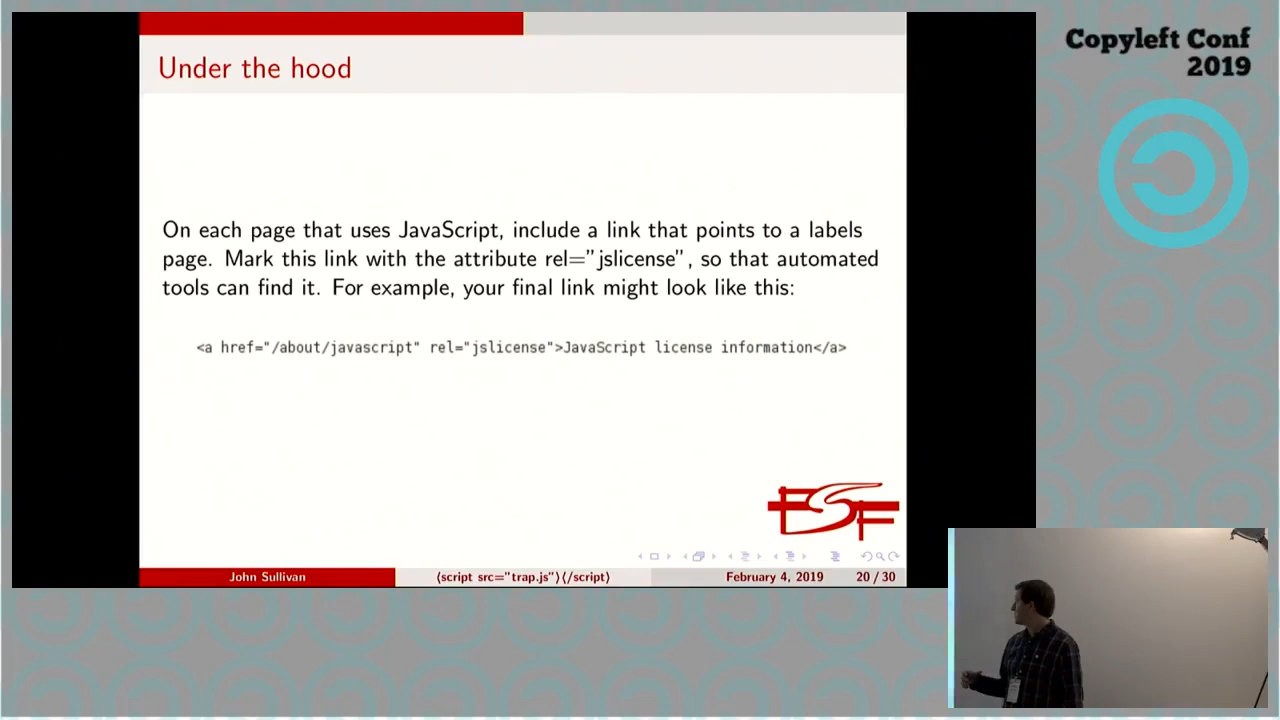 Under the hood
Copyleft Conf
2019
On each page that uses JavaScript, include a link that points to a labels
page. Mark this link with the attribute rel="jslicense", so that automated
tools can find it. For example, your final link might look like this:
<a href="/about/javascript" rel="jslicense">JavaScript license information</a>
FSF
John Sullivan
⟨script src="trap.js"⟩⟨/script⟩
February 4, 2019
20 / 30